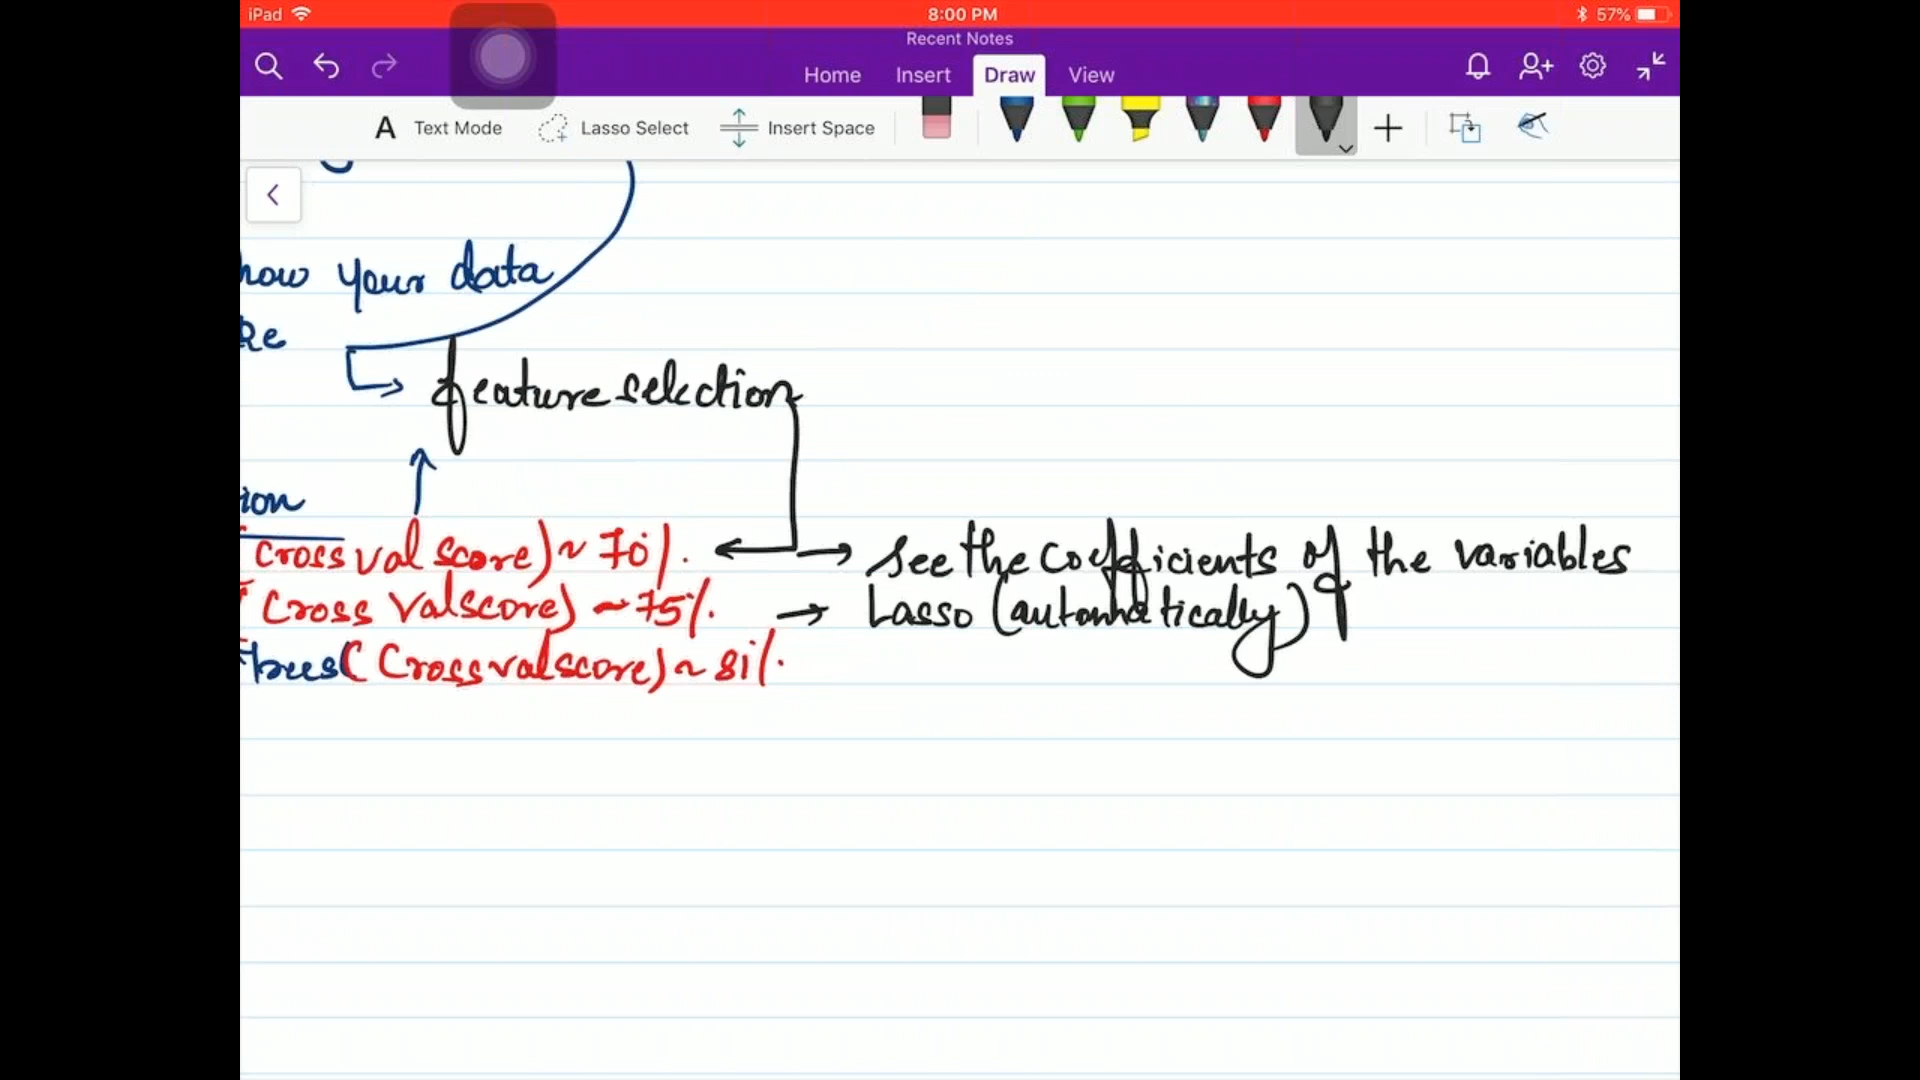 iPad 8:00 PM 57%
Recent Notes
Home Insert Draw View
A Text Mode Lasso Select Insert Space
how your data
ke
feature selection
ion
cross val score) ~ 70%.
(cross valscore) ~ 75%.
trees( (crossvalscore) ~ 81%.
→ see the coefficients of the variables
→ Lasso (automatically)